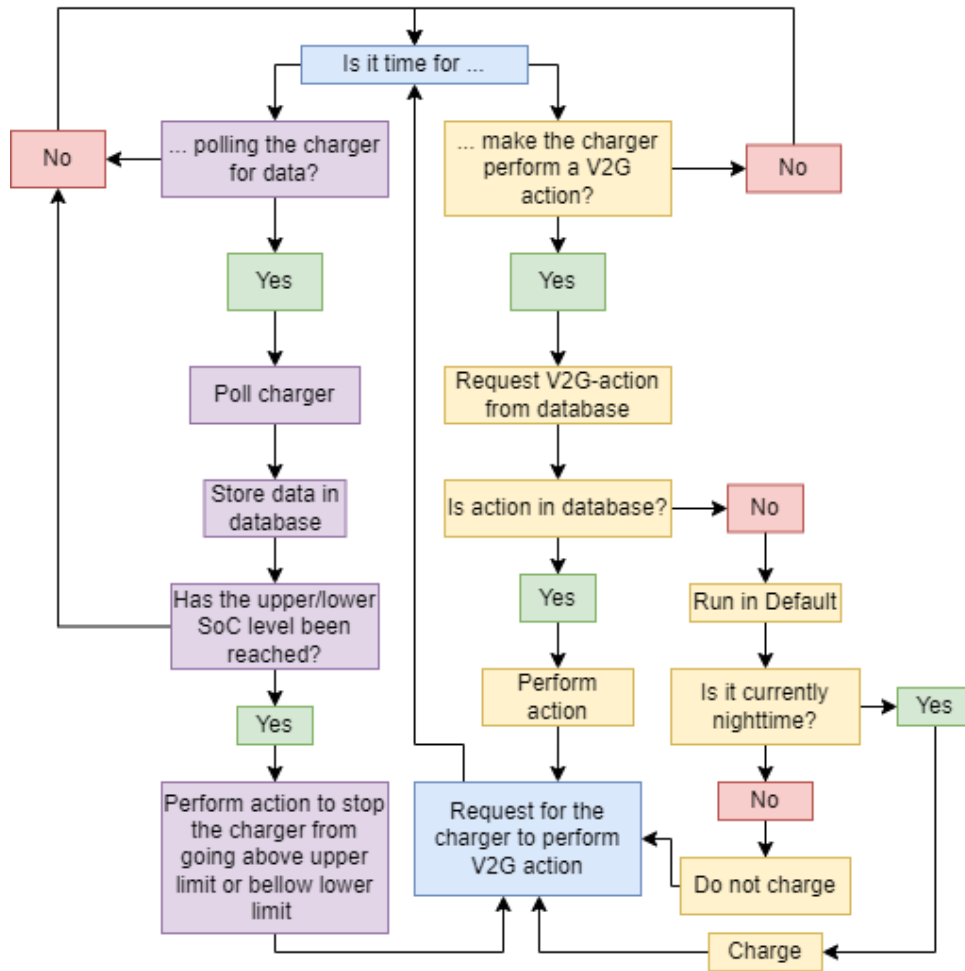 Is it time for ...
... polling the charger
for data?
No
... make the charger
perform a V2G
action?
No
Yes
Yes
Poll charger
Request V2G-action
from database
Store data in
database
Is action in database?
No
Has the upper/lower
SoC level been
reached?
Yes
Run in Default
Yes
Perform
action
Is it currently
nighttime?
Yes
Perform action to stop
the charger from
going above upper
limit or bellow lower
limit
Request for the
charger to perform
V2G action
No
Do not charge
Charge